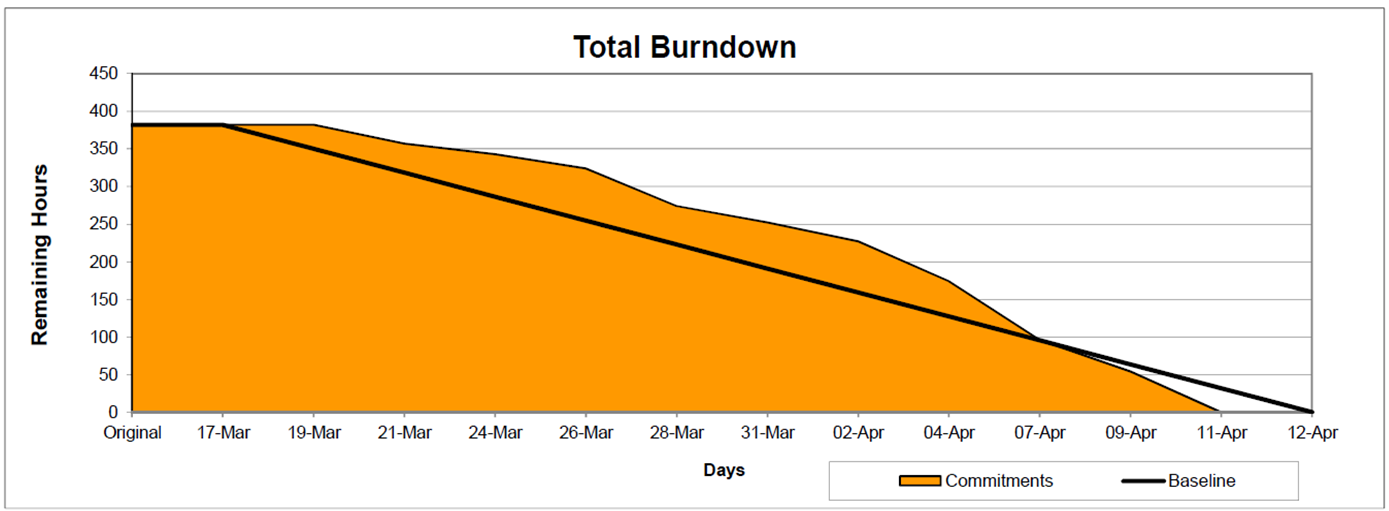 Total Burndown
450
400
350
300
250
200
150
100
50
0
Remaining Hours
Original 17-Mar 19-Mar 21-Mar 24-Mar 26-Mar 28-Mar 31-Mar 02-Apr 04-Apr 07-Apr 09-Apr 11-Apr 12-Apr
Days
Commitments Baseline